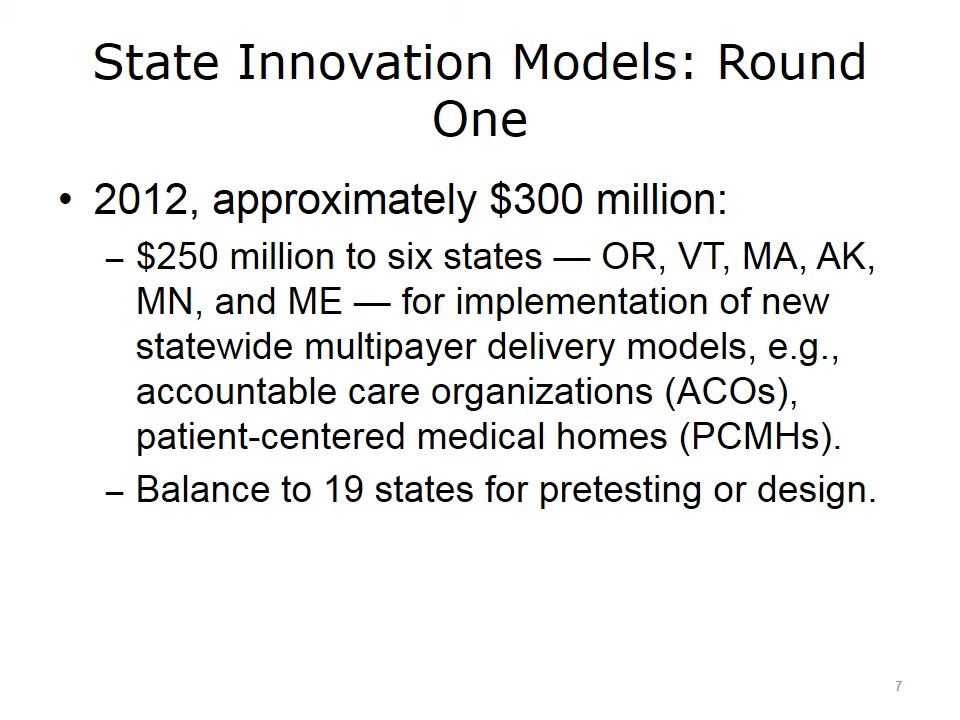 State Innovation Models: Round
One
• 2012, approximately $300 million:
– $250 million to six states — OR, VT, MA, AK,
MN, and ME — for implementation of new
statewide multipayer delivery models, e.g.,
accountable care organizations (ACOs),
patient-centered medical homes (PCMHs).
– Balance to 19 states for pretesting or design.
7